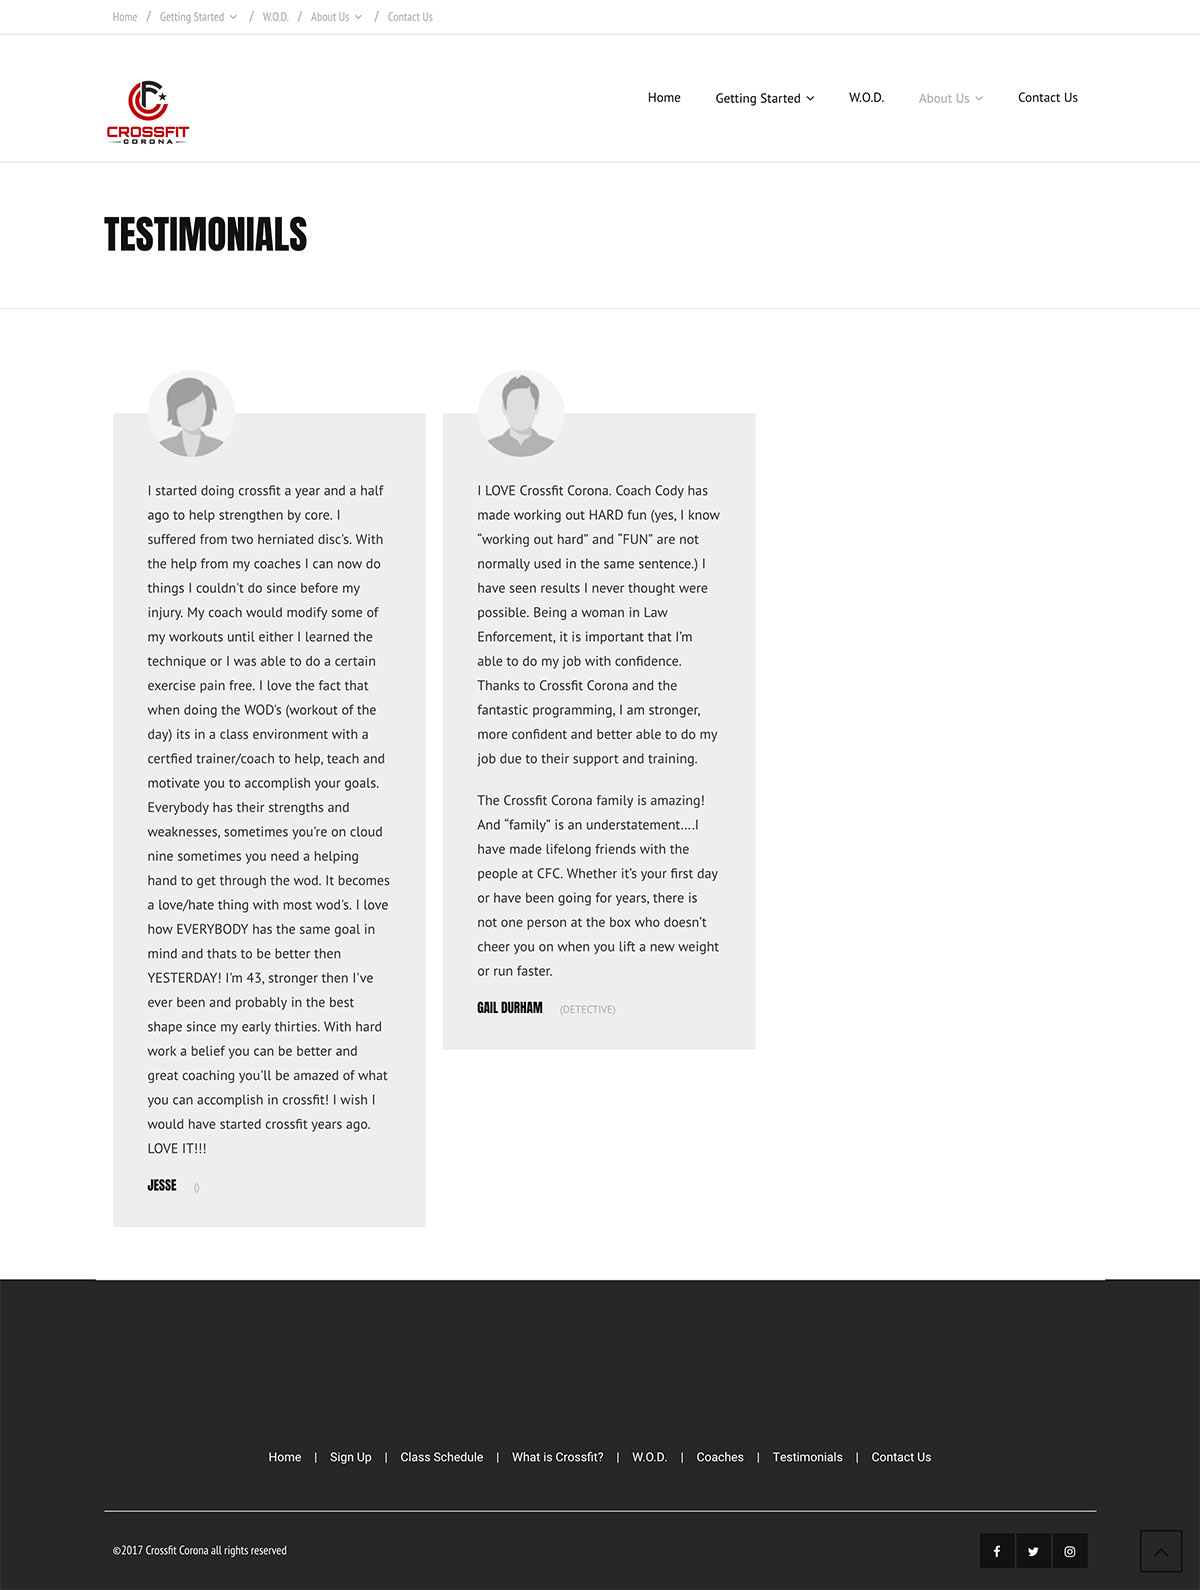 Home / Getting Started / W.O.D. / About Us / Contact Us
CROSSFIT
CORONA
Home Getting Started W.O.D. About Us Contact Us
TESTIMONIALS
I started doing crossfit a year and a half
ago to help strengthen by core. I
suffered from two herniated disc's. With
the help from my coaches I can now do
things I couldn't do since before my
injury. My coach would modify some of
my workouts until either I learned the
technique or I was able to do a certain
exercise pain free. I love the fact that
when doing the WOD's (workout of the
day) its in a class environment with a
certfied trainer/coach to help, teach and
motivate you to accomplish your goals.
Everybody has their strengths and
weaknesses, sometimes you're on cloud
nine sometimes you need a helping
hand to get through the wod. It becomes
a love/hate thing with most wod's. I love
how EVERYBODY has the same goal in
mind and thats to be better then
YESTERDAY! I'm 43, stronger then I've
ever been and probably in the best
shape since my early thirties. With hard
work a belief you can be better and
great coaching you'll be amazed of what
you can accomplish in crossfit! I wish I
would have started crossfit years ago.
LOVE IT!!!
JESSE ()
I LOVE Crossfit Corona. Coach Cody has
made working out HARD fun (yes, I know
“working out hard” and “FUN” are not
normally used in the same sentence.) I
have seen results I never thought were
possible. Being a woman in Law
Enforcement, it is important that I’m
able to do my job with confidence.
Thanks to Crossfit Corona and the
fantastic programming, I am stronger,
more confident and better able to do my
job due to their support and training.
The Crossfit Corona family is amazing!
And “family” is an understatement….I
have made lifelong friends with the
people at CFC. Whether it’s your first day
or have been going for years, there is
not one person at the box who doesn’t
cheer you on when you lift a new weight
or run faster.
GAIL DURHAM (DETECTIVE)
Home | Sign Up | Class Schedule | What is Crossfit? | W.O.D. | Coaches | Testimonials | Contact Us
©2017 Crossfit Corona all rights reserved